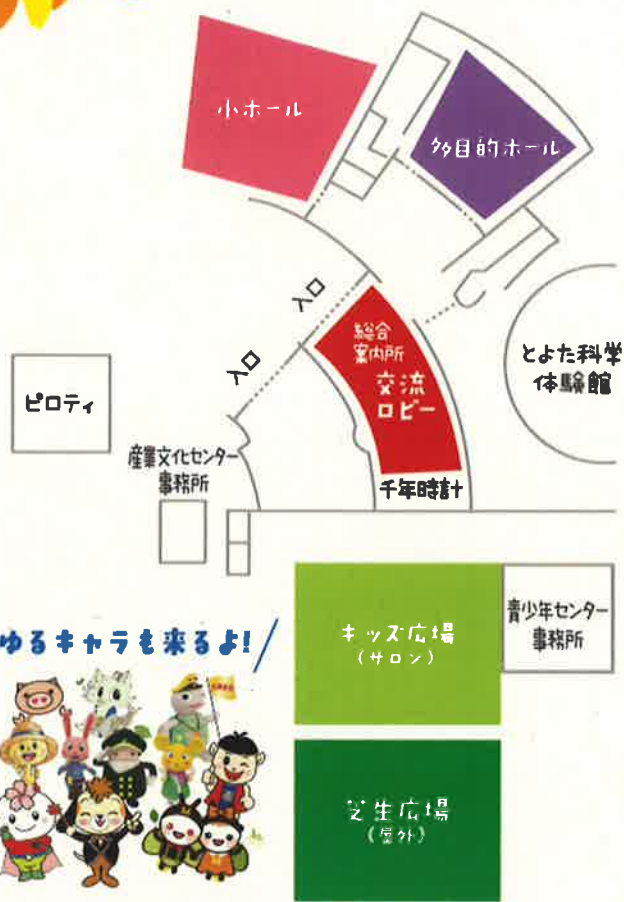 小ホール
多目的ホール
入口
入口
総合
案内所
交流
ロビー
とよた科学
体験館
ピロティ
産業文化センター
事務所
千年時計
キッズ広場
(サロン)
青少年センター
事務所
ゆるキャラも来るよ!
芝生広場
(屋外)